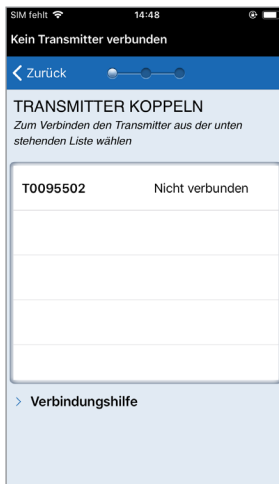 SIM fehlt 14:48
Kein Transmitter verbunden
Zurück
TRANSMITTER KOPPELN
Zum Verbinden den Transmitter aus der unten
stehenden Liste wählen
T0095502 Nicht verbunden
Verbindungshilfe